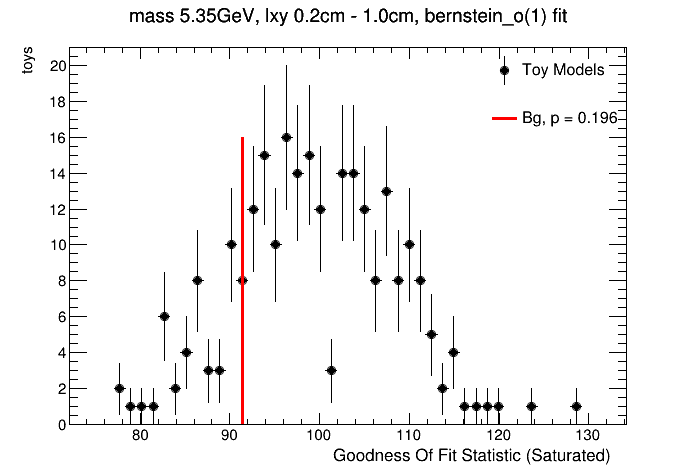 mass 5.35GeV, lxy 0.2cm - 1.0cm, bernstein_o(1) fit
toys
20
18
16
14
12
10
8
6
4
2
0
Toy Models
Bg, p = 0.196
80 90 100 110 120 130
Goodness Of Fit Statistic (Saturated)